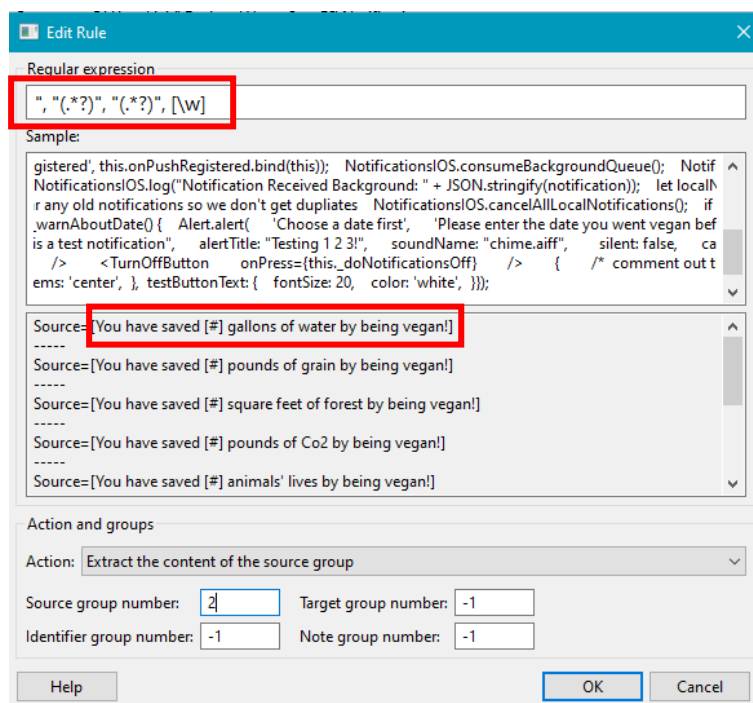 Edit Rule
Regular expression
", "(.*?)", "(.*?)", [\w]
Sample:
gistered', this.onPushRegistered.bind(this)); NotificationsIOS.consumeBackgroundQueue(); Notif
NotificationsIOS.log("Notification Received Background: " + JSON.stringify(notification)); let localN
r any old notifications so we don't get dupliates NotificationsIOS.cancelAllLocalNotifications(); if
_warnAboutDate() { Alert.alert( 'Choose a date first', 'Please enter the date you went vegan bef
is a test notification", alertTitle: "Testing 1 2 3!", soundName: "chime.aiff", silent: false, ca
/> <TurnOffButton onPress={this._doNotificationsOff} /> { /* comment out t
ems: 'center', }, testButtonText: { fontSize: 20, color: 'white', }});
Source=[You have saved [#] gallons of water by being vegan!]
-----
Source=[You have saved [#] pounds of grain by being vegan!]
-----
Source=[You have saved [#] square feet of forest by being vegan!]
-----
Source=[You have saved [#] pounds of Co2 by being vegan!]
-----
Source=[You have saved [#] animals' lives by being vegan!]
Action and groups
Action: Extract the content of the source group
Source group number: 2 Target group number: -1
Identifier group number: -1 Note group number: -1
Help OK Cancel